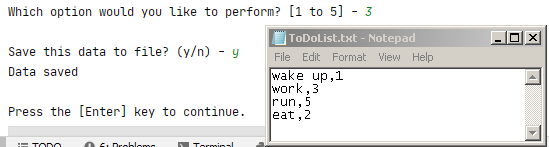 Which option would you like to perform? [1 to 5] - 3
Save this data to file? (y/n) - y
Data saved
Press the [Enter] key to continue.
ToDoList.txt - Notepad
File Edit Format View Help
wake up,1
work,3
run,5
eat,2
TODO 6: Problems Terminal